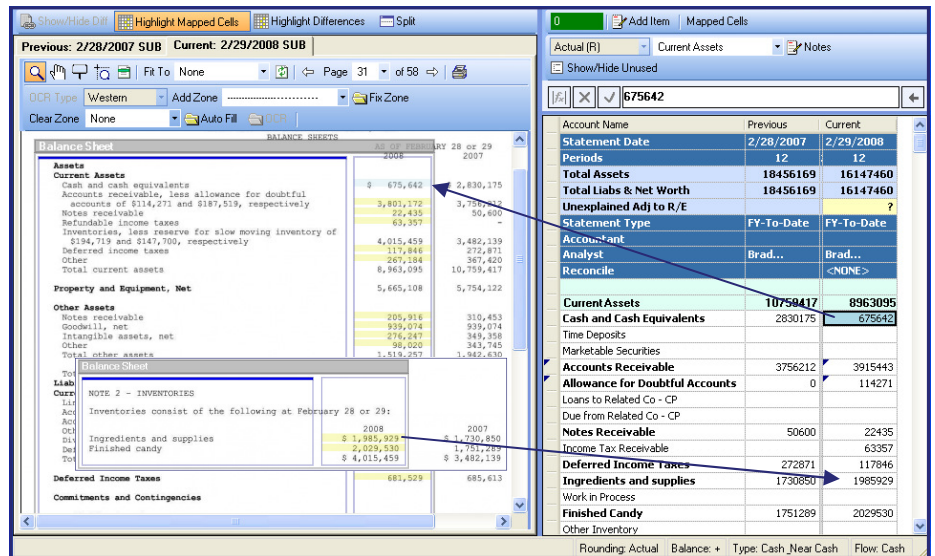 Show/Hide Diff. Highlight Mapped Cells Highlight Differences Split
Previous: 2/28/2007 SUB Current: 2/29/2008 SUB
Fit To None Page 31 of 58
OCR Type Western Add Zone Fix Zone
Clear Zone None Auto Fill OCR
BALANCE SHEETS
Balance Sheet AS OF FEBRUARY 28 or 29
2008 2007
Assets
Current Assets
Cash and cash equivalents $ 675,642 $ 2,830,175
Accounts receivable, less allowance for doubtful
accounts of $114,271 and $187,519, respectively 3,801,172 3,756,212
Notes receivable 22,435 50,600
Refundable income taxes 63,357 –
Inventories, less reserve for slow moving inventory of
$194,719 and $147,700, respectively 4,015,459 3,482,139
Deferred income taxes 117,846 272,871
Other 267,184 367,420
Total current assets 8,963,095 10,759,417
Property and Equipment, Net 5,665,108 5,754,122
Other Assets
Notes receivable 205,916 310,453
Goodwill, net 939,074 939,074
Intangible assets, net 276,247 349,358
Other 98,020 343,745
Total other assets 1,519,257 1,942,630
Balance Sheet
NOTE 2 - INVENTORIES
Inventories consist of the following at February 28 or 29:
2008 2007
Ingredients and supplies $ 1,985,929 $ 1,730,850
Finished candy 2,029,530 1,751,289
$ 4,015,459 $ 3,482,139
Deferred Income Taxes 681,529 685,613
Commitments and Contingencies
0 Add Item Mapped Cells
Actual (R) Current Assets Notes
Show/Hide Unused
675642
Account Name Previous Current
Statement Date 2/28/2007 2/29/2008
Periods 12 12
Total Assets 18456169 16147460
Total Liabs & Net Worth 18456169 16147460
Unexplained Adj to R/E ?
Statement Type FY-To-Date FY-To-Date
Accountant
Analyst Brad... Brad...
Reconcile <NONE>
Current Assets 10759417 8963095
Cash and Cash Equivalents 2830175 675642
Time Deposits
Marketable Securities
Accounts Receivable 3756212 3915443
Allowance for Doubtful Accounts 0 114271
Loans to Related Co - CP
Due from Related Co - CP
Notes Receivable 50600 22435
Income Tax Receivable 63357
Deferred Income Taxes 272871 117846
Ingredients and supplies 1730850 1985929
Work in Process
Finished Candy 1751289 2029530
Other Inventory
Rounding: Actual Balance: + Type: Cash_Near Cash Flow: Cash